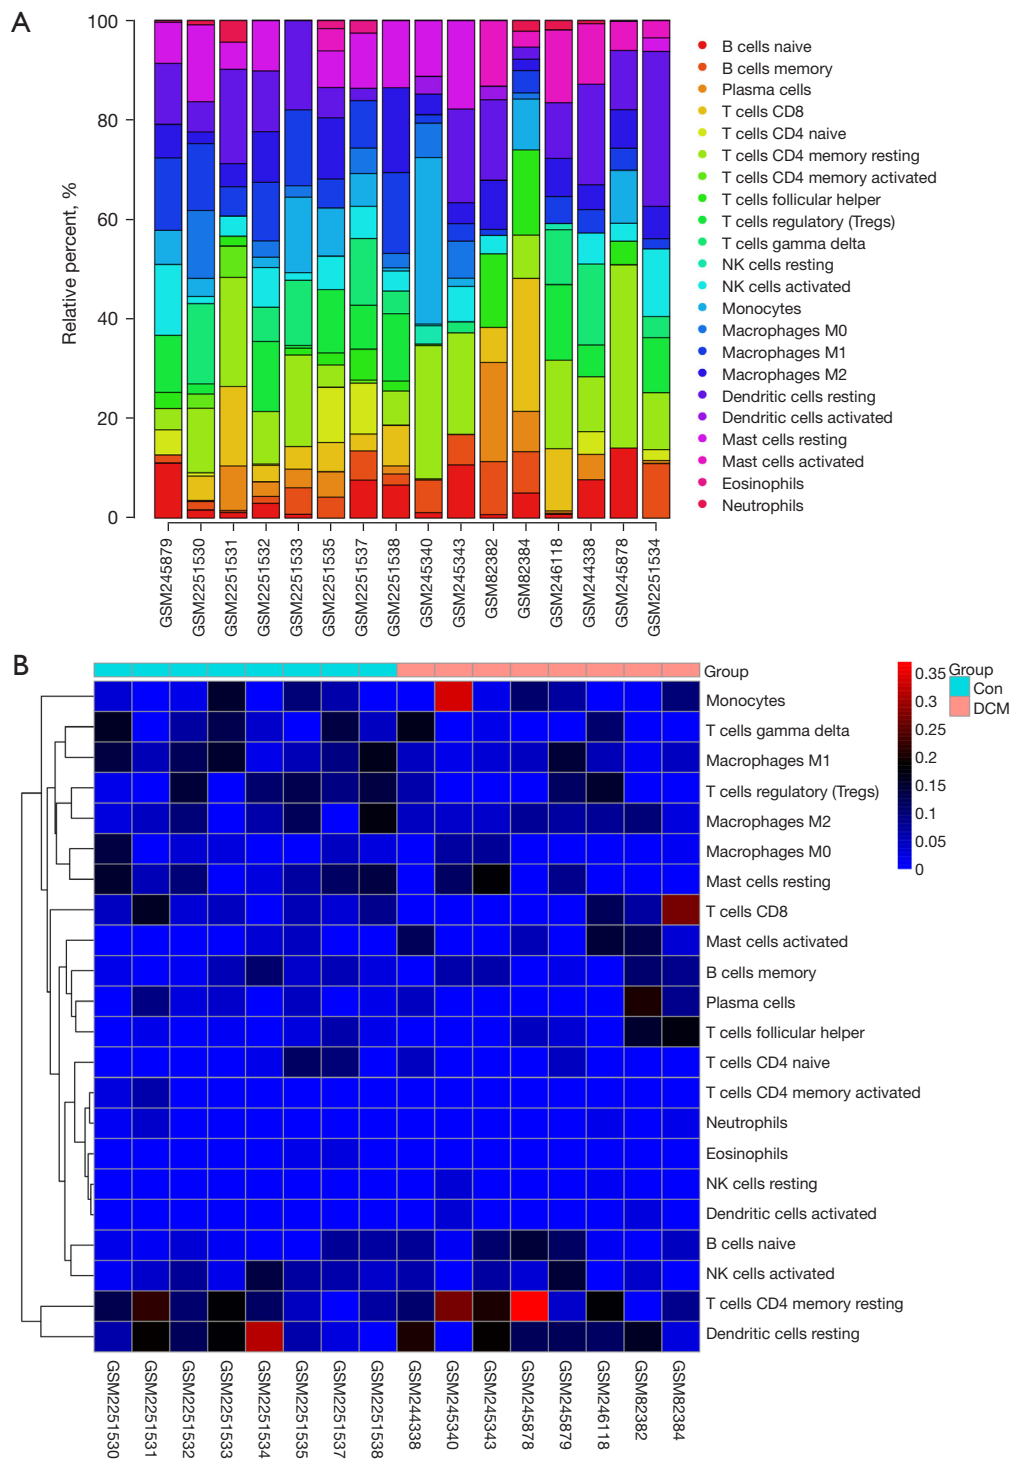 A
Relative percent, %
100
80
60
40
20
0
GSM245879
GSM2251530
GSM2251531
GSM2251532
GSM2251533
GSM2251535
GSM2251537
GSM2251538
GSM245340
GSM245343
GSM82382
GSM82384
GSM246118
GSM244338
GSM245878
GSM2251534
B cells naive
B cells memory
Plasma cells
T cells CD8
T cells CD4 naive
T cells CD4 memory resting
T cells CD4 memory activated
T cells follicular helper
T cells regulatory (Tregs)
T cells gamma delta
NK cells resting
NK cells activated
Monocytes
Macrophages M0
Macrophages M1
Macrophages M2
Dendritic cells resting
Dendritic cells activated
Mast cells resting
Mast cells activated
Eosinophils
Neutrophils
B
Group
Monocytes
T cells gamma delta
Macrophages M1
T cells regulatory (Tregs)
Macrophages M2
Macrophages M0
Mast cells resting
T cells CD8
Mast cells activated
B cells memory
Plasma cells
T cells follicular helper
T cells CD4 naive
T cells CD4 memory activated
Neutrophils
Eosinophils
NK cells resting
Dendritic cells activated
B cells naive
NK cells activated
T cells CD4 memory resting
Dendritic cells resting
GSM2251530
GSM2251531
GSM2251532
GSM2251533
GSM2251534
GSM2251535
GSM2251537
GSM2251538
GSM244338
GSM245340
GSM245343
GSM245878
GSM245879
GSM246118
GSM82382
GSM82384
0.35
0.3
0.2
0.15
0.1
0.05
0
Group
Con
DCM